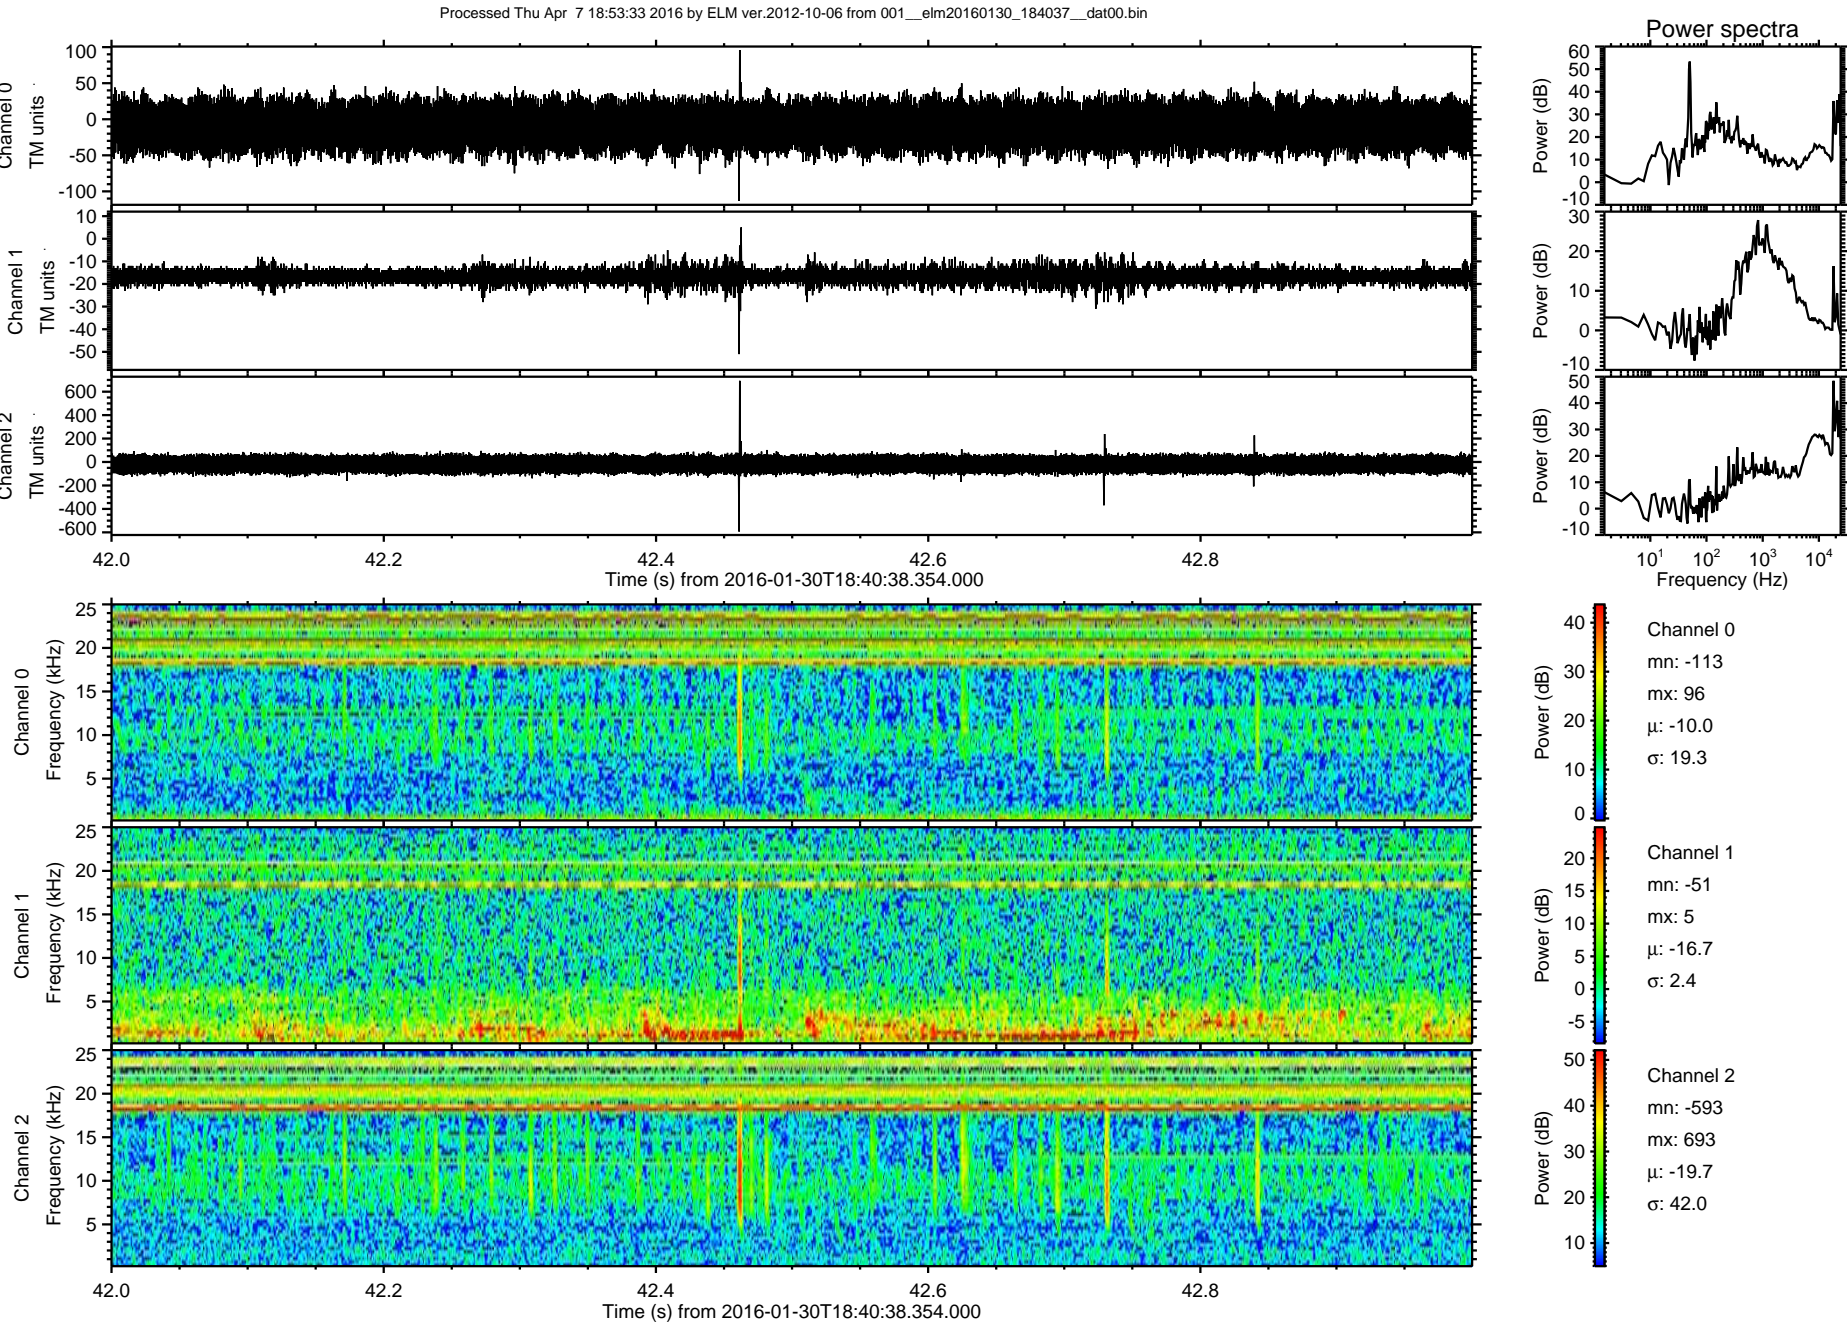 Processed Thu Apr  7 18:53:33 2016 by ELM ver.2012-10-06 from 001__elm20160130_184037__dat00.bin
Power spectra
Channel 0
TM units
100
50
0
-50
-100
Power (dB)
60
50
40
30
20
10
0
-10
Channel 1
TM units
10
0
-10
-20
-30
-40
-50
Power (dB)
30
20
10
0
-10
Channel 2
TM units
600
400
200
0
-200
-400
-600
Power (dB)
50
40
30
20
10
0
-10
42.0 42.2 42.4 42.6 42.8
Time (s) from 2016-01-30T18:40:38.354.000
10¹ 10² 10³ 10⁴
Frequency (Hz)
Channel 0
Frequency (kHz)
25
20
15
10
5
Power (dB)
40
30
20
10
0
Channel 0
mn: -113
mx: 96
μ: -10.0
σ: 19.3
Channel 1
Frequency (kHz)
25
20
15
10
5
Power (dB)
20
15
10
5
0
-5
Channel 1
mn: -51
mx: 5
μ: -16.7
σ: 2.4
Channel 2
Frequency (kHz)
25
20
15
10
5
Power (dB)
50
40
30
20
10
Channel 2
mn: -593
mx: 693
μ: -19.7
σ: 42.0
42.0 42.2 42.4 42.6 42.8
Time (s) from 2016-01-30T18:40:38.354.000